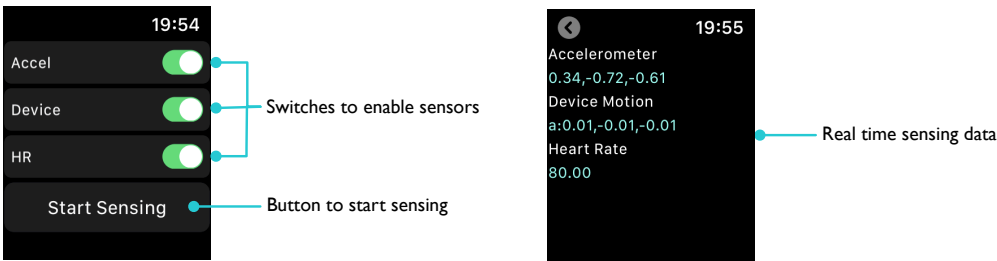 19:54
Accel
Device
HR
Start Sensing
Switches to enable sensors
Button to start sensing
19:55
Accelerometer
0.34,-0.72,-0.61
Device Motion
a:0.01,-0.01,-0.01
Heart Rate
80.00
Real time sensing data